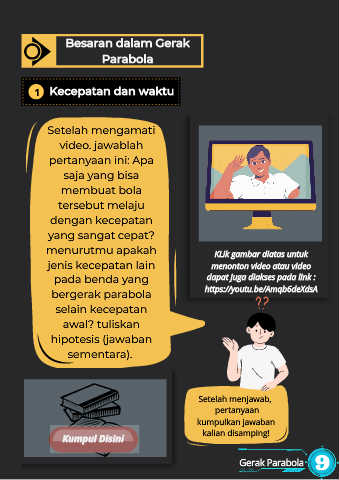 Besaran dalam Gerak
Parabola
1 Kecepatan dan waktu
Setelah mengamati
video. jawablah
pertanyaan ini: Apa
saja yang bisa
membuat bola
tersebut melaju
dengan kecepatan
yang sangat cepat?
menurutmu apakah
jenis kecepatan lain
pada benda yang
bergerak parabola
selain kecepatan
awal? tuliskan
hipotesis (jawaban
sementara).
KLik gambar diatas untuk
menonton video atau video
dapat juga diakses pada link :
https://youtu.be/Amqb6deXdsA
??
Setelah menjawab,
pertanyaan
kumpulkan jawaban
kalian disamping!
Kumpul Disini
Gerak Parabola 9